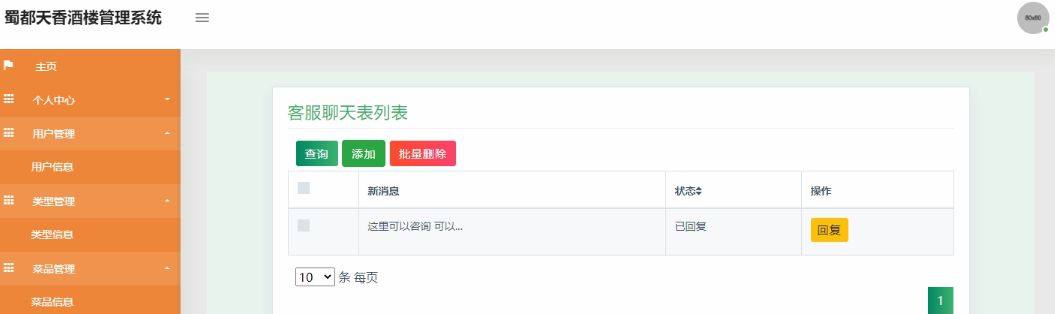 蜀都天香酒楼管理系统
60x60
主页
个人中心
用户管理
用户信息
类型管理
类型信息
菜品管理
菜品信息
客服聊天表列表
查询 添加 批量删除
新消息 状态 操作
这里可以咨询 可以... 已回复 回复
10 条 每页
1